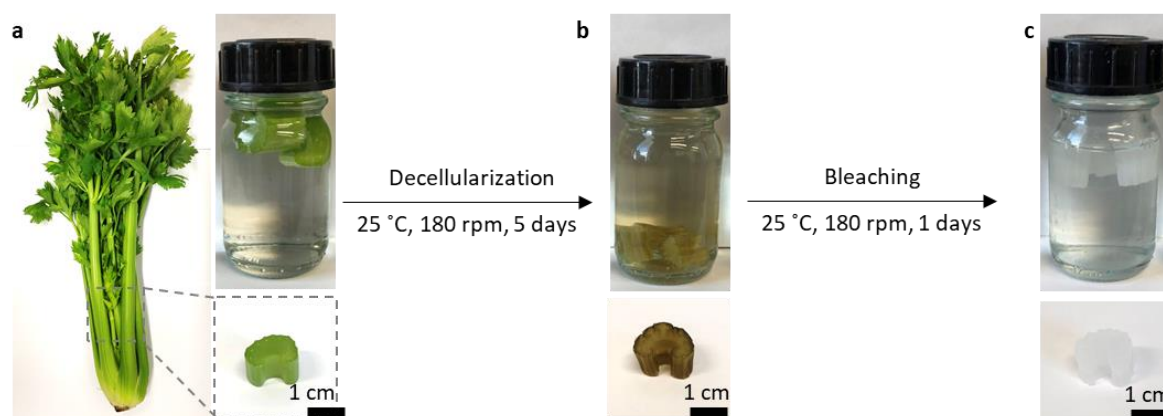 a
b
c
Decellularization
25 ˚C, 180 rpm, 5 days
Bleaching
25 ˚C, 180 rpm, 1 days
1 cm
1 cm
1 cm